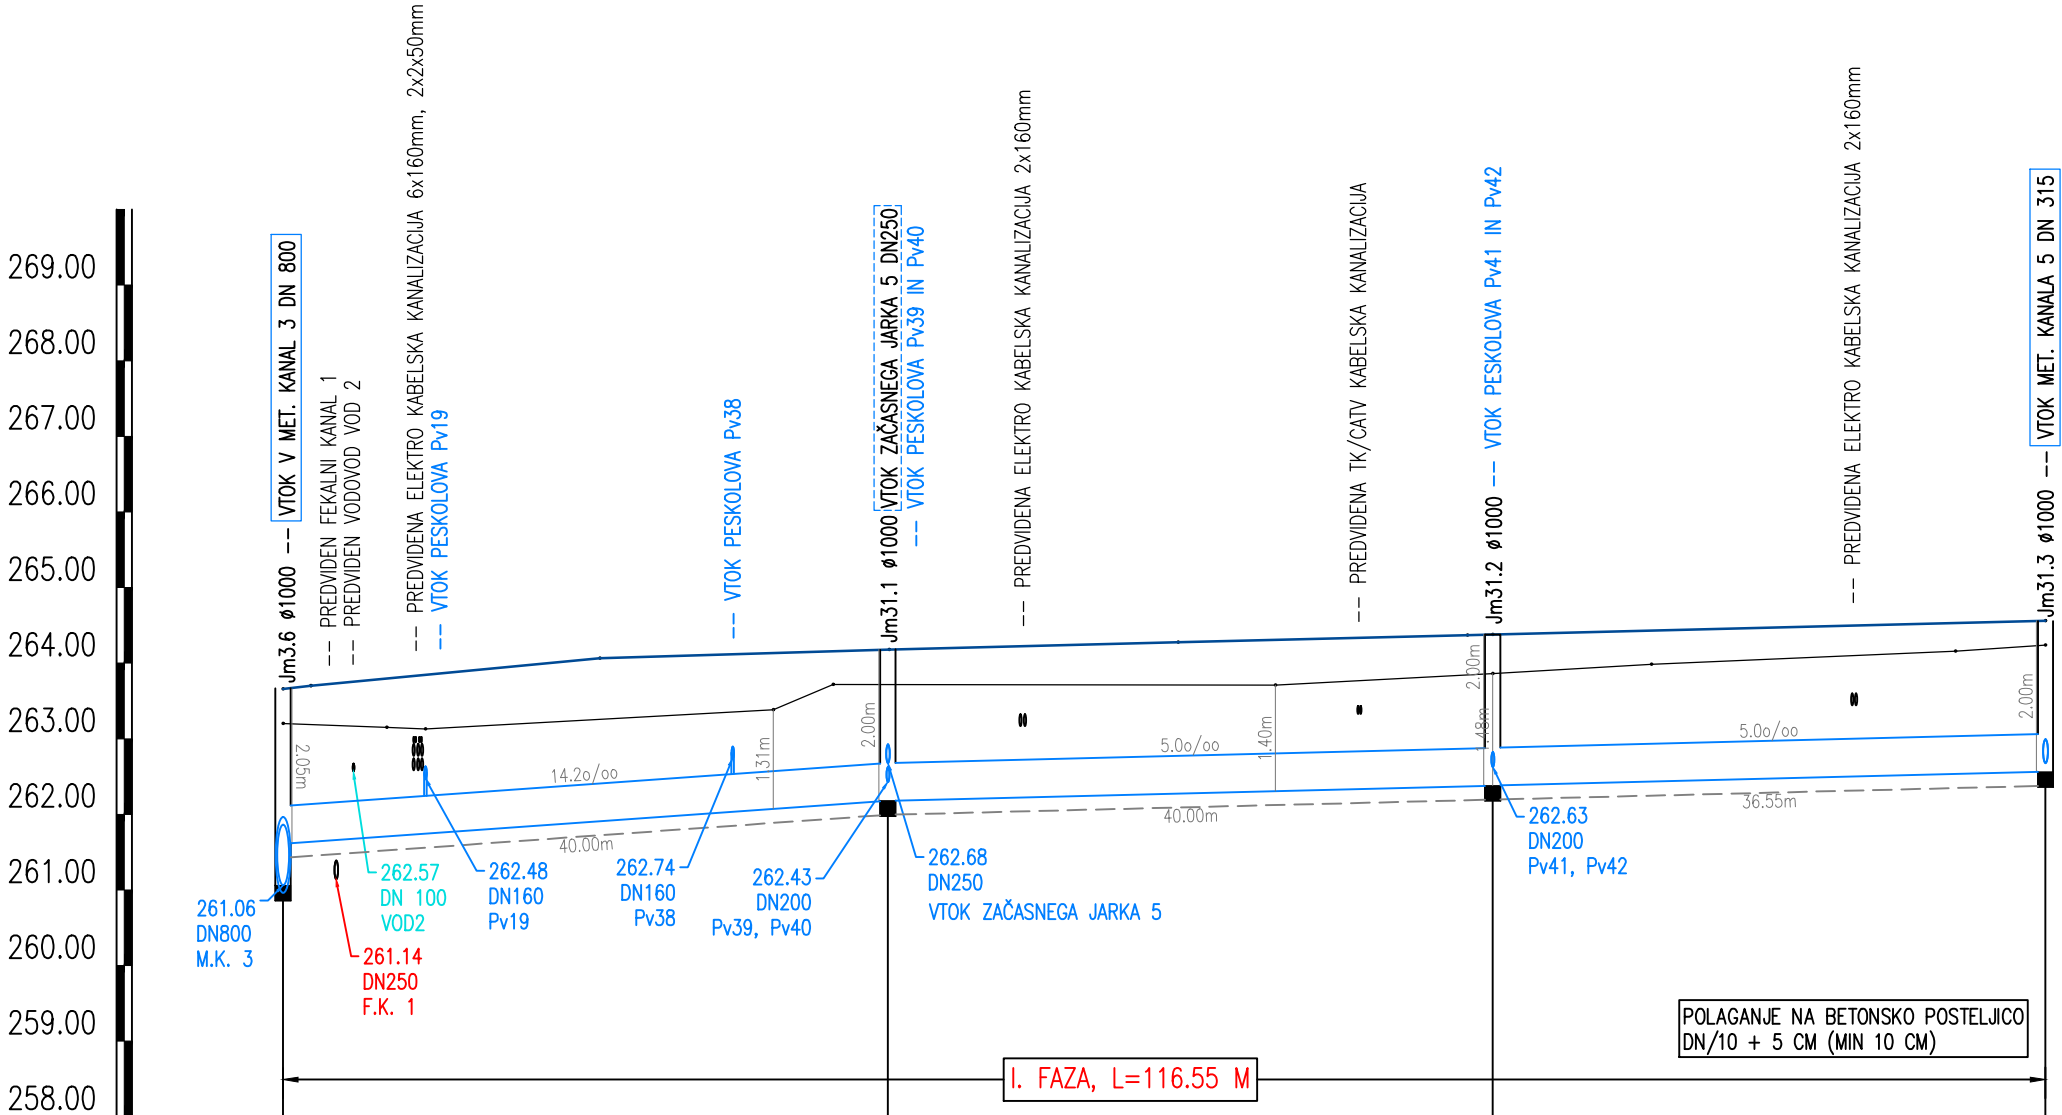 269.00
268.00
267.00
266.00
265.00
264.00
263.00
262.00
261.00
260.00
259.00
258.00
Jm3.6 ø1000 -- VTOK V MET. KANAL 3 DN 800
-- PREDVIDEN FEKALNI KANAL 1
-- PREDVIDEN VODOVOD VOD 2
-- PREDVIDENA ELEKTRO KABELSKA KANALIZACIJA 6x160mm, 2x2x50mm
-- VTOK PESKOLOVA Pv19
-- VTOK PESKOLOVA Pv38
Jm31.1 ø1000 VTOK ZAČASNEGA JARKA 5 DN250
-- VTOK PESKOLOVA Pv39 IN Pv40
-- PREDVIDENA ELEKTRO KABELSKA KANALIZACIJA 2x160mm
-- PREDVIDENA TK/CATV KABELSKA KANALIZACIJA
Jm31.2 ø1000 -- VTOK PESKOLOVA Pv41 IN Pv42
-- PREDVIDENA ELEKTRO KABELSKA KANALIZACIJA 2x160mm
Jm31.3 ø1000 -- VTOK MET. KANALA 5 DN 315
2.05m
14.2o/oo
1.31m
2.00m
5.0o/oo
1.40m
2.00m
1.48m
5.0o/oo
2.00m
40.00m
40.00m
36.55m
261.06
DN800
M.K. 3
262.57
DN 100
VOD2
261.14
DN250
F.K. 1
262.48
DN160
Pv19
262.74
DN160
Pv38
262.43
DN200
Pv39, Pv40
262.68
DN250
VTOK ZAČASNEGA JARKA 5
262.63
DN200
Pv41, Pv42
POLAGANJE NA BETONSKO POSTELJICO
DN/10 + 5 CM (MIN 10 CM)
I. FAZA, L=116.55 M